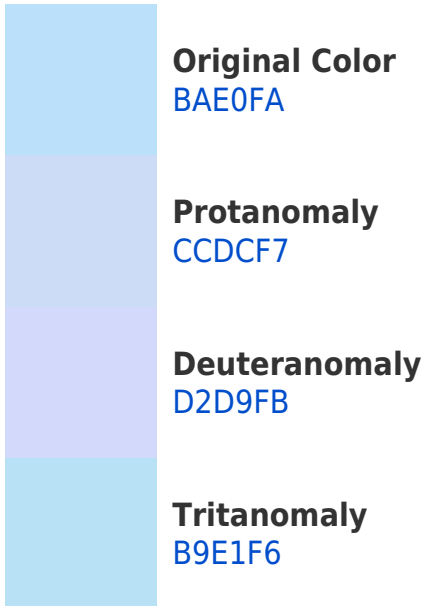 Original Color
BAE0FA
Protanomaly
CCDCF7
Deuteranomaly
D2D9FB
Tritanomaly
B9E1F6